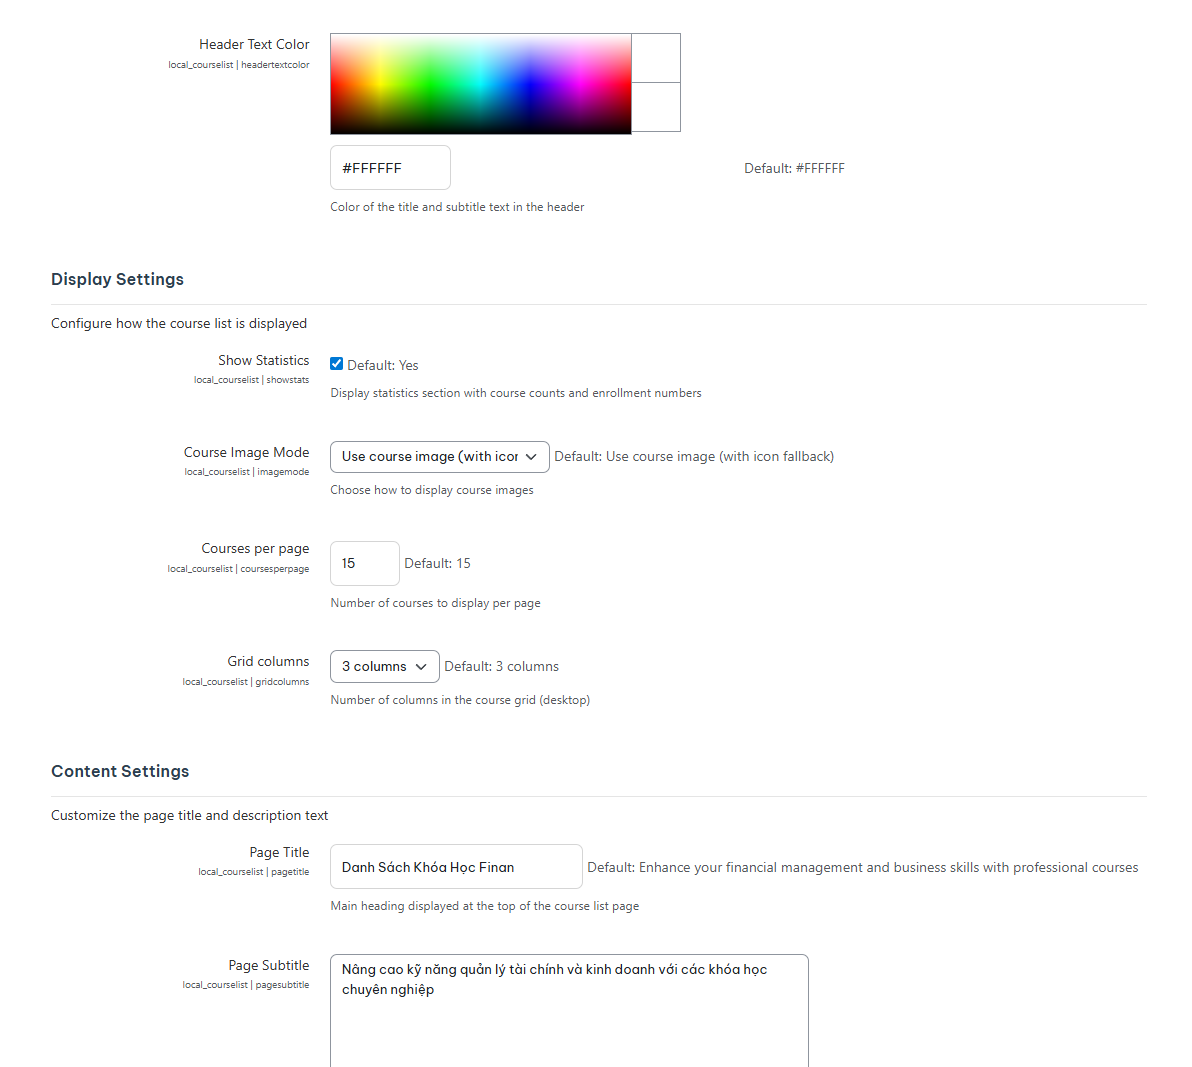 Header Text Color
local_courselist | headertextcolor
#FFFFFF
Default: #FFFFFF
Color of the title and subtitle text in the header
Display Settings
Configure how the course list is displayed
Show Statistics
local_courselist | showstats
Default: Yes
Display statistics section with course counts and enrollment numbers
Course Image Mode
local_courselist | imagemode
Use course image (with icon
Default: Use course image (with icon fallback)
Choose how to display course images
Courses per page
local_courselist | coursesperpage
15
Default: 15
Number of courses to display per page
Grid columns
local_courselist | gridcolumns
3 columns
Default: 3 columns
Number of columns in the course grid (desktop)
Content Settings
Customize the page title and description text
Page Title
local_courselist | pagetitle
Danh Sách Khóa Học Finan
Default: Enhance your financial management and business skills with professional courses
Main heading displayed at the top of the course list page
Page Subtitle
local_courselist | pagesubtitle
Nâng cao kỹ năng quản lý tài chính và kinh doanh với các khóa học
chuyên nghiệp